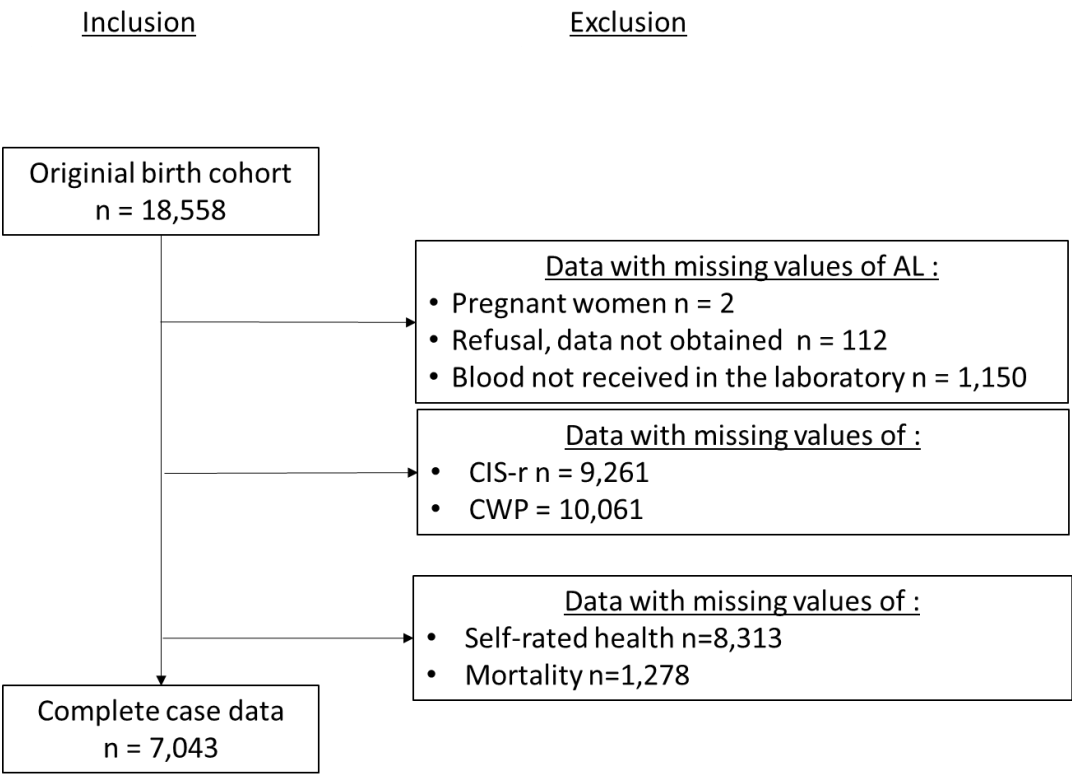 Inclusion
Exclusion
Originial birth cohort
n = 18,558
Data with missing values of AL :
• Pregnant women n = 2
• Refusal, data not obtained  n = 112
• Blood not received in the laboratory n = 1,150
Data with missing values of :
• CIS-r n = 9,261
• CWP = 10,061
Data with missing values of :
• Self-rated health n=8,313
• Mortality n=1,278
Complete case data
n = 7,043